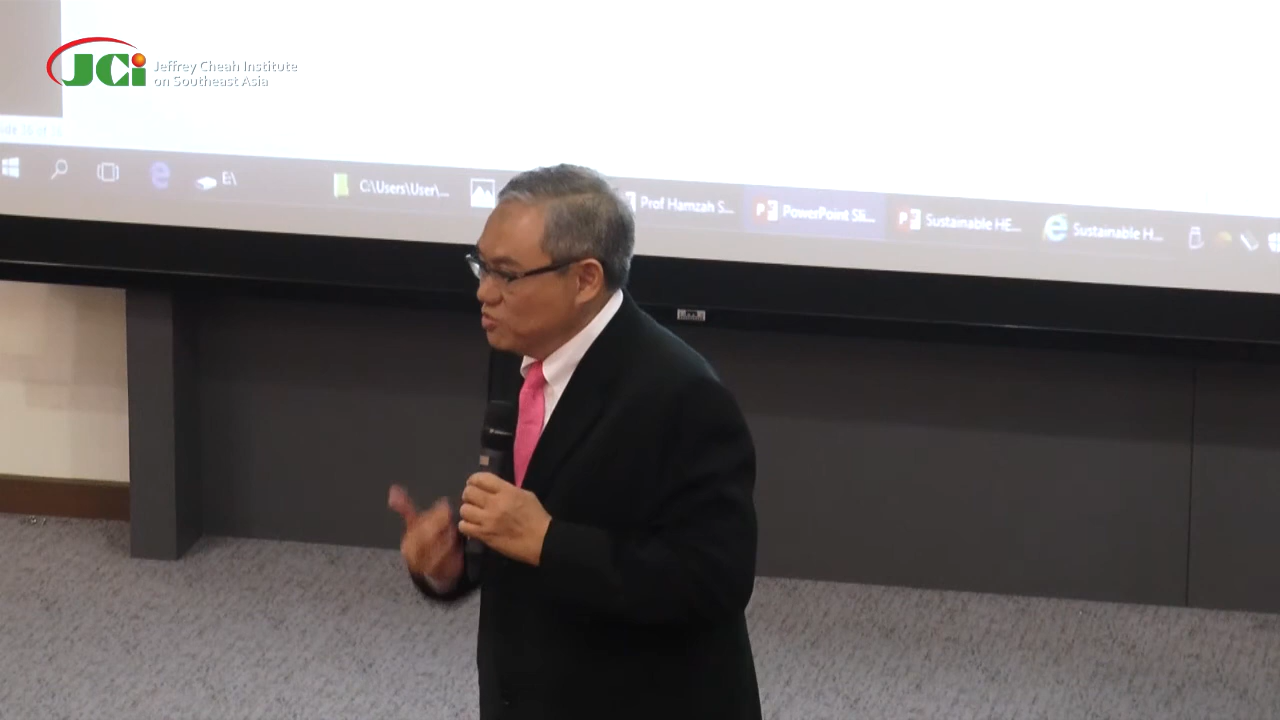 JCi
Jeffrey Cheah Institute
on Southeast Asia
E:\
C:\Users\User\...
Prof Hamzah S...
PowerPoint Sli...
Sustainable HE...
Sustainable H...